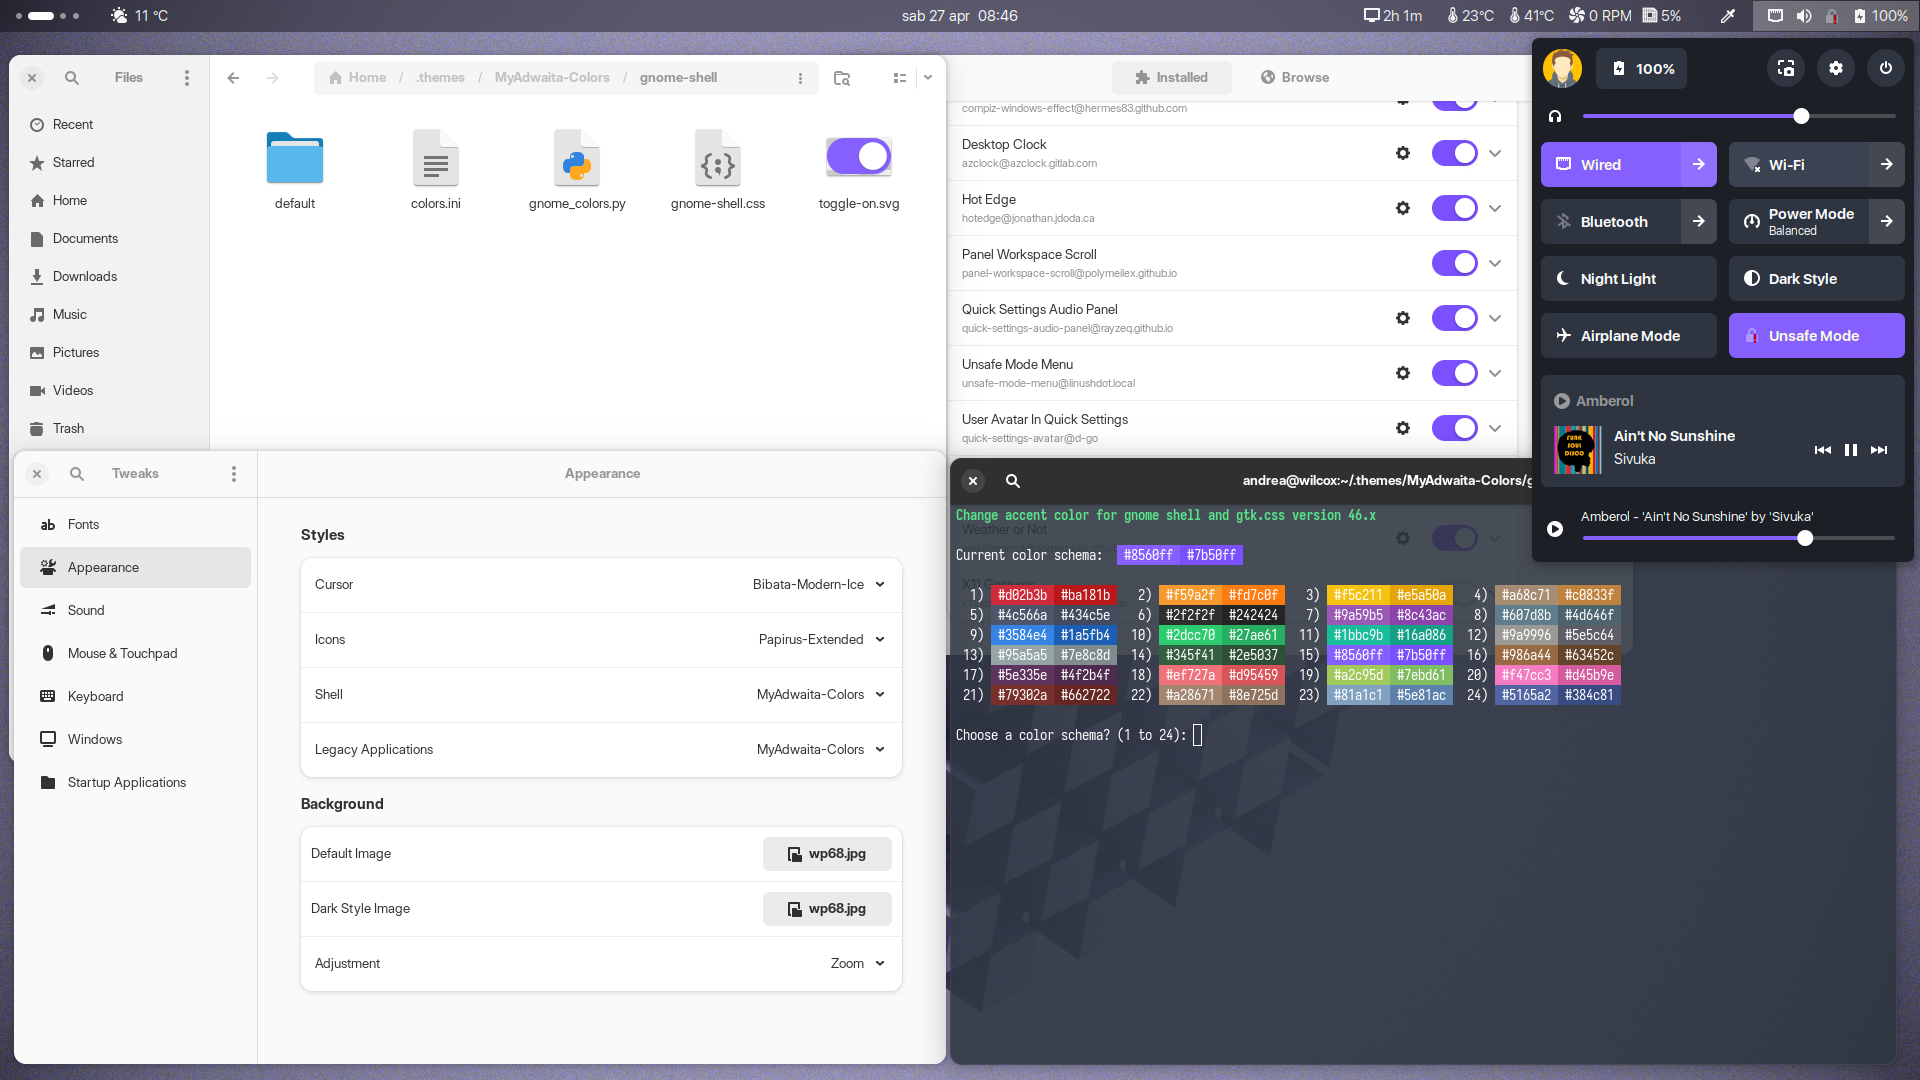 11 °C
sab 27 apr 08:46
2h 1m 23°C 41°C 0 RPM 5%
100%
Files
Recent
Starred
Home
Documents
Downloads
Music
Pictures
Videos
Trash
Home / .themes / MyAdwaita-Colors / gnome-shell
default
colors.ini
gnome_colors.py
gnome-shell.css
toggle-on.svg
Installed
Browse
compiz-windows-effect@hermes83.github.com
Desktop Clock
azclock@azclock.gitlab.com
Hot Edge
hotedge@jonathan.jdoda.ca
Panel Workspace Scroll
panel-workspace-scroll@polymeilex.github.io
Quick Settings Audio Panel
quick-settings-audio-panel@rayzeq.github.io
Unsafe Mode Menu
unsafe-mode-menu@linushdot.local
User Avatar In Quick Settings
quick-settings-avatar@d-go
100%
Wired
Wi-Fi
Bluetooth
Power Mode
Balanced
Night Light
Dark Style
Airplane Mode
Unsafe Mode
Amberol
FUNK
SOUL
DISCO
Ain't No Sunshine
Sivuka
Amberol - 'Ain't No Sunshine' by 'Sivuka'
Tweaks
Fonts
Appearance
Sound
Mouse & Touchpad
Keyboard
Windows
Startup Applications
Appearance
Styles
Cursor Bibata-Modern-Ice
Icons Papirus-Extended
Shell MyAdwaita-Colors
Legacy Applications MyAdwaita-Colors
Background
Default Image wp68.jpg
Dark Style Image wp68.jpg
Adjustment Zoom
andrea@wilcox:~/.themes/MyAdwaita-Colors/
Change accent color for gnome shell and gtk.css version 46.x
Weather or Not
Current color schema: #8560ff #7b50ff
X11 Gestures
1) #d02b3b #ba181b 2) #f59a2f #fd7c0f 3) #f5c211 #e5a50a 4) #a68c71 #c0833f
5) #4c566a #434c5e 6) #2f2f2f #242424 7) #9a59b5 #8c43ac 8) #607d8b #4d646f
9) #3584e4 #1a5fb4 10) #2dcc70 #27ae61 11) #1bbc9b #16a086 12) #9a9996 #5e5c64
13) #95a5a5 #7e8c8d 14) #345f41 #2e5037 15) #8560ff #7b50ff 16) #986a44 #63452c
17) #5e335e #4f2b4f 18) #ef727a #d95459 19) #a2c95d #7ebd61 20) #f47cc3 #d45b9e
21) #79302a #662722 22) #a28671 #8e725d 23) #81a1c1 #5e81ac 24) #5165a2 #384c81
Choose a color schema? (1 to 24):